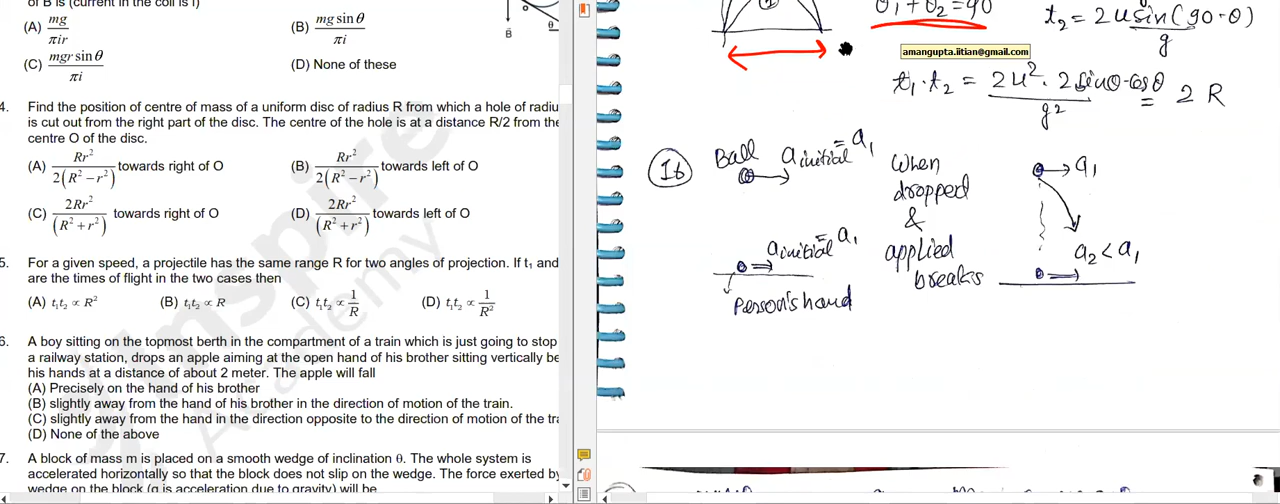 of B is (current in the coil is i)
(A) mg / πir
(B) mg sin θ / πi
(C) mgr sin θ / πi
(D) None of these
B
θ
4. Find the position of centre of mass of a uniform disc of radius R from which a hole of radiu
is cut out from the right part of the disc. The centre of the hole is at a distance R/2 from the
centre O of the disc.
(A) Rr² / 2(R² − r²) towards right of O
(B) Rr² / 2(R² − r²) towards left of O
(C) 2Rr² / (R² + r²) towards right of O
(D) 2Rr² / (R² + r²) towards left of O
5. For a given speed, a projectile has the same range R for two angles of projection. If t₁ and
are the times of flight in the two cases then
(A) t₁t₂ ∝ R²
(B) t₁t₂ ∝ R
(C) t₁t₂ ∝ 1/R
(D) t₁t₂ ∝ 1/R²
6. A boy sitting on the topmost berth in the compartment of a train which is just going to stop
a railway station, drops an apple aiming at the open hand of his brother sitting vertically be
his hands at a distance of about 2 meter. The apple will fall
(A) Precisely on the hand of his brother
(B) slightly away from the hand of his brother in the direction of motion of the train.
(C) slightly away from the hand in the direction opposite to the direction of motion of the tra
(D) None of the above
7. A block of mass m is placed on a smooth wedge of inclination θ. The whole system is
accelerated horizontally so that the block does not slip on the wedge. The force exerted by
wedge on the block (g is acceleration due to gravity) will be
Inspire
Academy
θ₁ + θ₂ = 90
t₂ = 2u sin(90-θ) / g
amangupta.iitian@gmail.com
t₁·t₂ = 2u²·2sinθ·cosθ / g² = 2R
16
Ball a initial = a₁
a initial = a₁
Person's hand
When
dropped
&
applied
breaks
a₁
a₂ < a₁